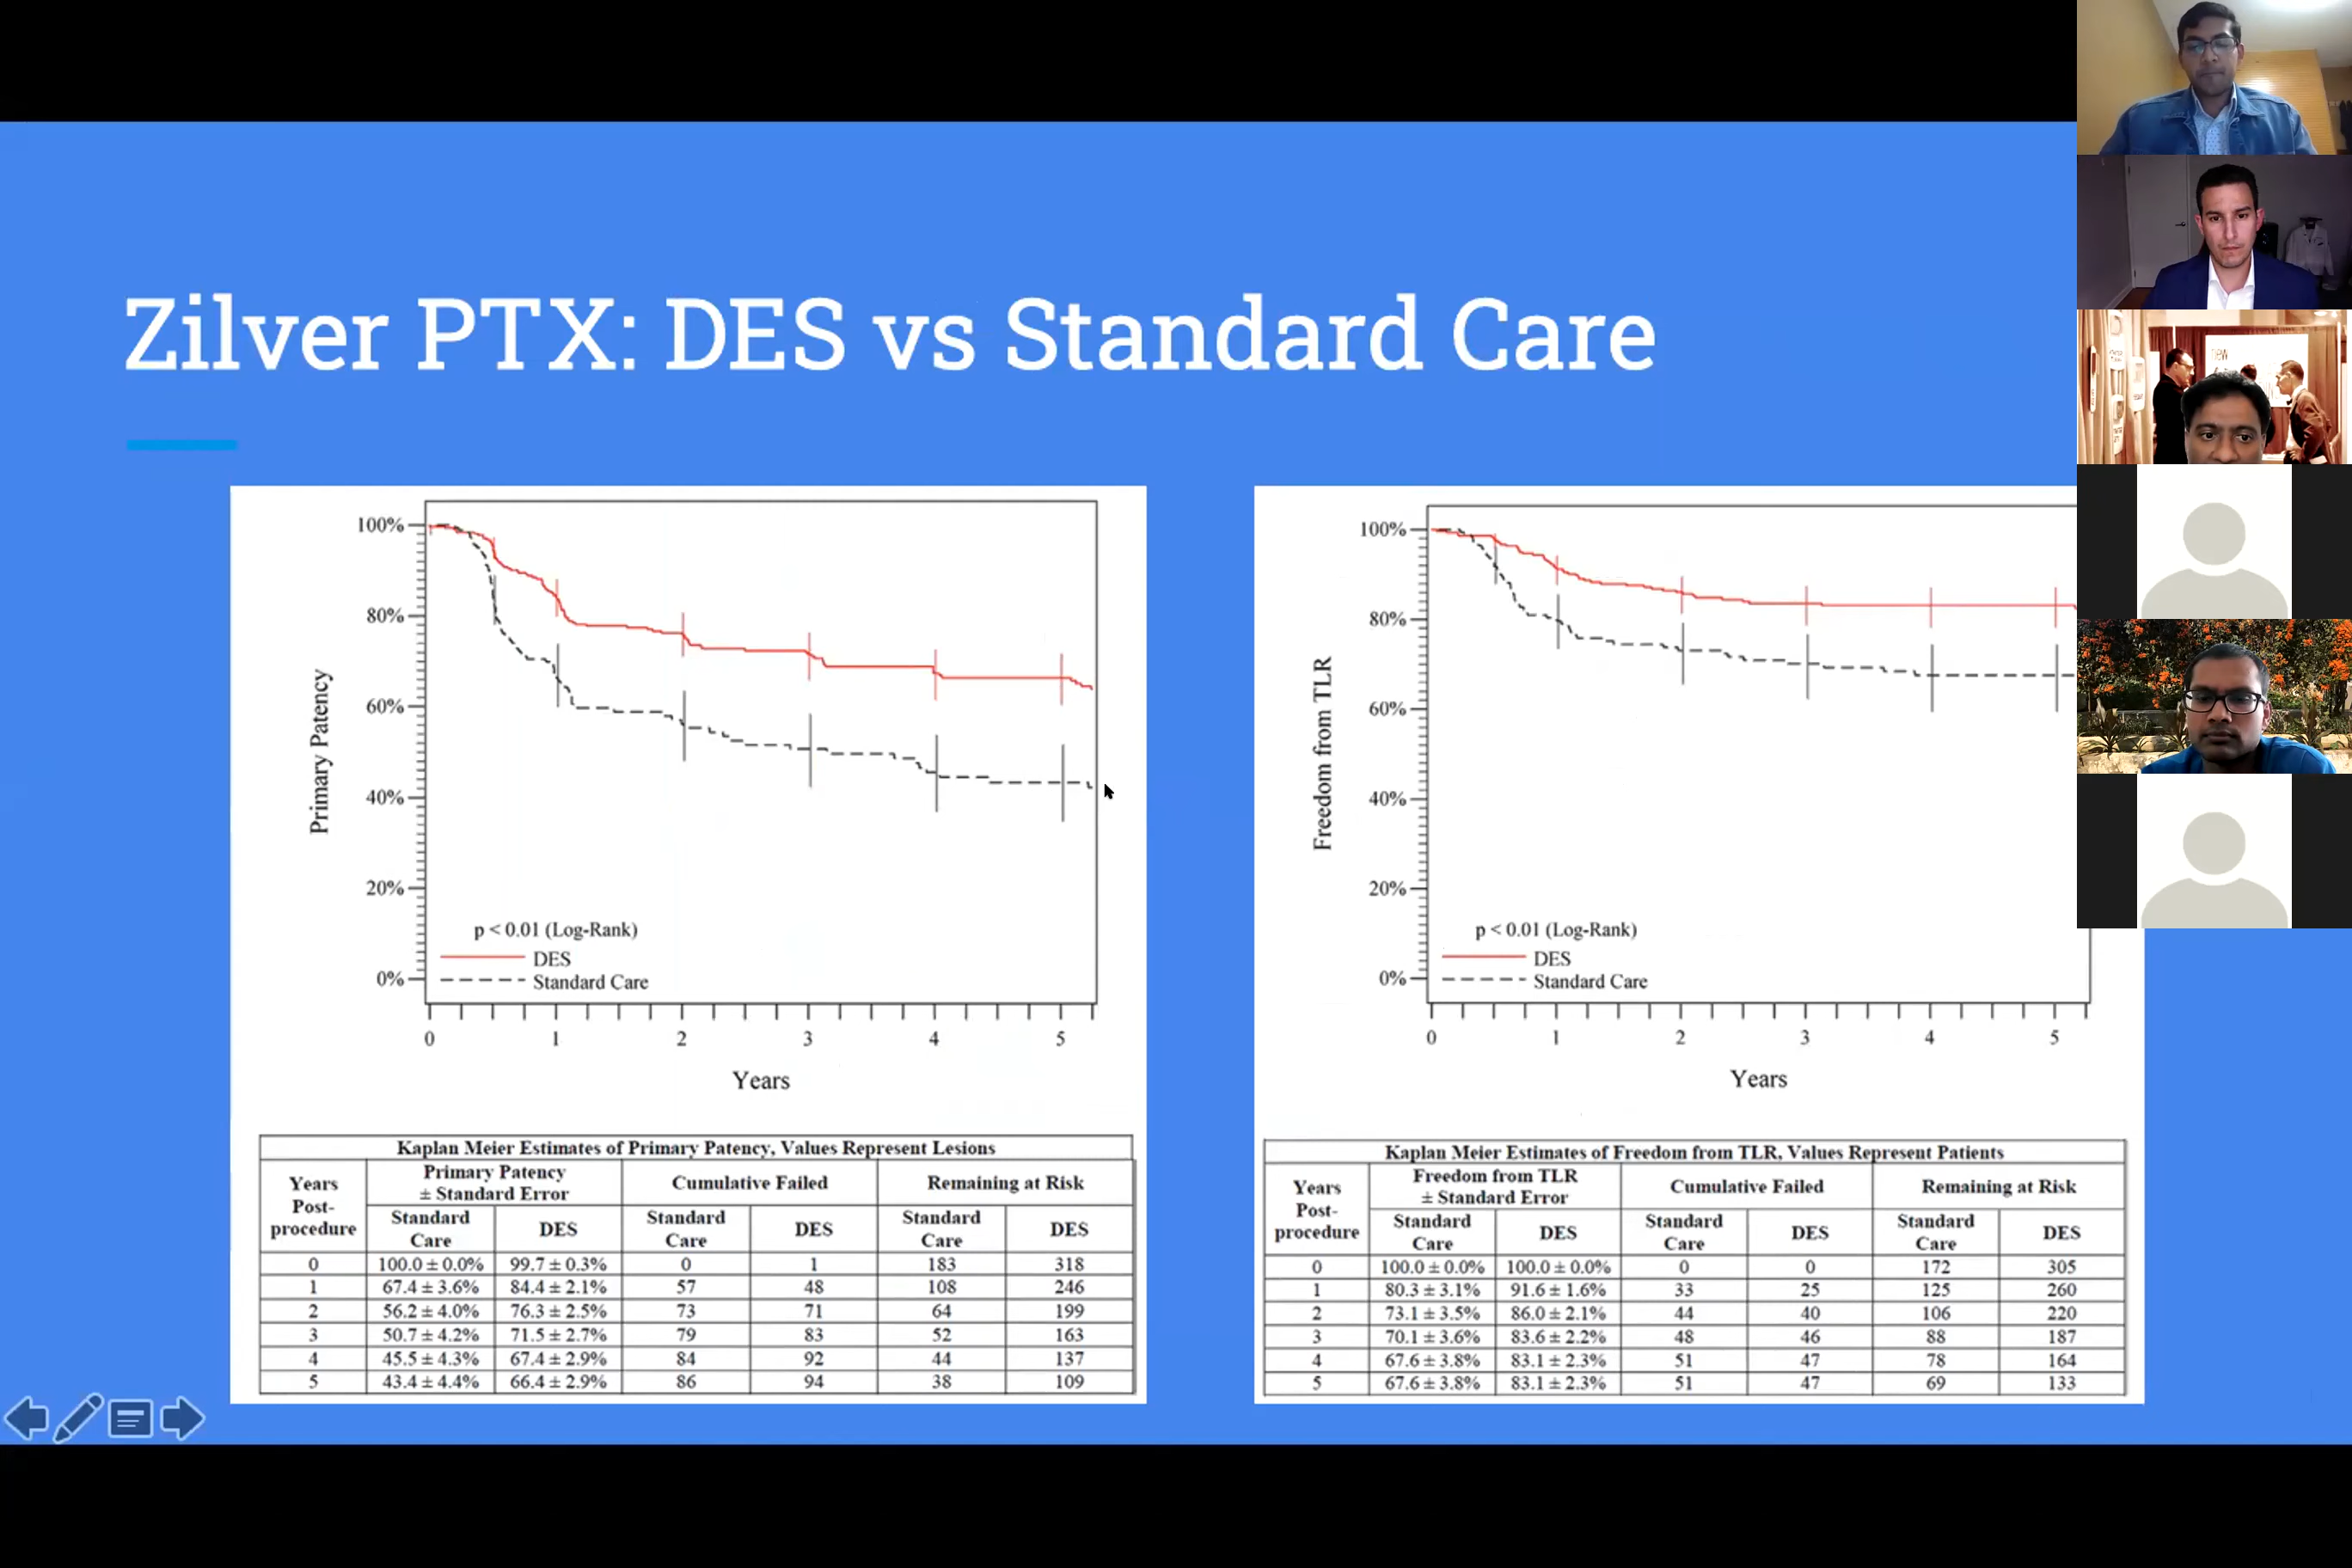 Zilver PTX: DES vs Standard Care
Primary Patency
100%
80%
60%
40%
20%
0%
p < 0.01 (Log-Rank)
DES
Standard Care
0 1 2 3 4 5
Years
Kaplan Meier Estimates of Primary Patency, Values Represent Lesions
Years Post-procedure
Primary Patency ± Standard Error
Cumulative Failed
Remaining at Risk
Standard Care DES Standard Care DES Standard Care DES
0 100.0 ± 0.0% 99.7 ± 0.3% 0 1 183 318
1 67.4 ± 3.6% 84.4 ± 2.1% 57 48 108 246
2 56.2 ± 4.0% 76.3 ± 2.5% 73 71 64 199
3 50.7 ± 4.2% 71.5 ± 2.7% 79 83 52 163
4 45.5 ± 4.3% 67.4 ± 2.9% 84 92 44 137
5 43.4 ± 4.4% 66.4 ± 2.9% 86 94 38 109
Freedom from TLR
100%
80%
60%
40%
20%
0%
p < 0.01 (Log-Rank)
DES
Standard Care
0 1 2 3 4 5
Years
Kaplan Meier Estimates of Freedom from TLR, Values Represent Patients
Years Post-procedure
Freedom from TLR ± Standard Error
Cumulative Failed
Remaining at Risk
Standard Care DES Standard Care DES Standard Care DES
0 100.0 ± 0.0% 100.0 ± 0.0% 0 0 172 305
1 80.3 ± 3.1% 91.6 ± 1.6% 33 25 125 260
2 73.1 ± 3.5% 86.0 ± 2.1% 44 40 106 220
3 70.1 ± 3.6% 83.6 ± 2.2% 48 46 88 187
4 67.6 ± 3.8% 83.1 ± 2.3% 51 47 78 164
5 67.6 ± 3.8% 83.1 ± 2.3% 51 47 69 133